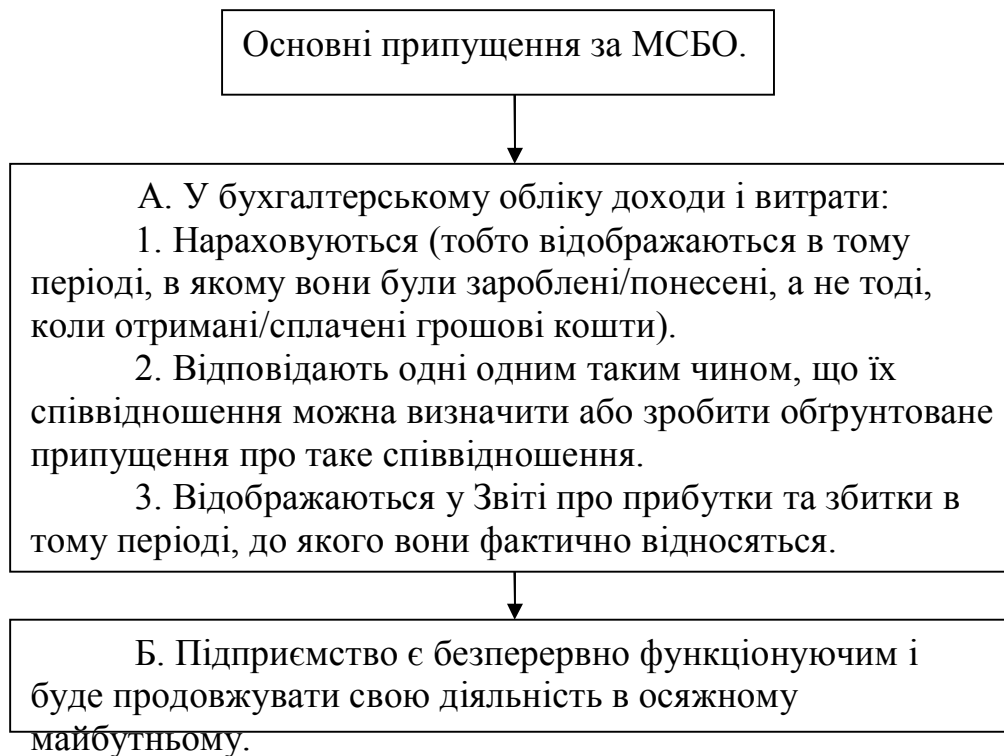 Основні припущення за МСБО.
А. У бухгалтерському обліку доходи і витрати:
1. Нараховуються (тобто відображаються в тому
періоді, в якому вони були зароблені/понесені, а не тоді,
коли отримані/сплачені грошові кошти).
2. Відповідають одні одним таким чином, що їх
співвідношення можна визначити або зробити обґрунтоване
припущення про таке співвідношення.
3. Відображаються у Звіті про прибутки та збитки в
тому періоді, до якого вони фактично відносяться.
Б. Підприємство є безперервно функціонуючим і
буде продовжувати свою діяльність в осяжному
майбутньому.